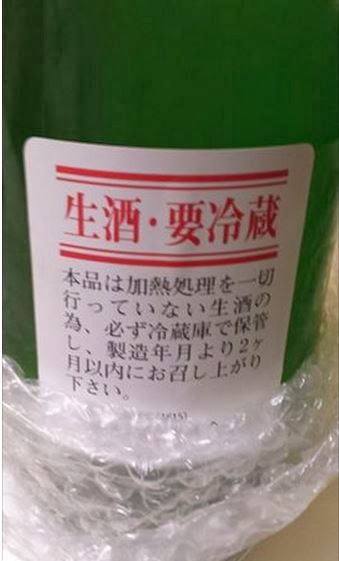 生酒・要冷蔵
本品は加熱処理を一切
行っていない生酒の
為、必ず冷蔵庫で保管
し、製造年月より2ヶ
月以内にお召し上がり
下さい。